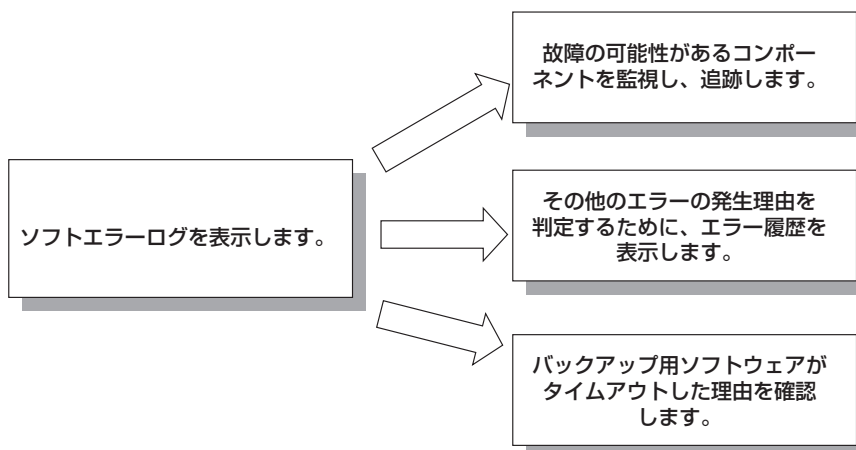 故障の可能性があるコンポー
ネントを監視し、追跡します。
ソフトエラーログを表示します。
その他のエラーの発生理由を
判定するために、エラー履歴を
表示します。
バックアップ用ソフトウェアが
タイムアウトした理由を確認
します。